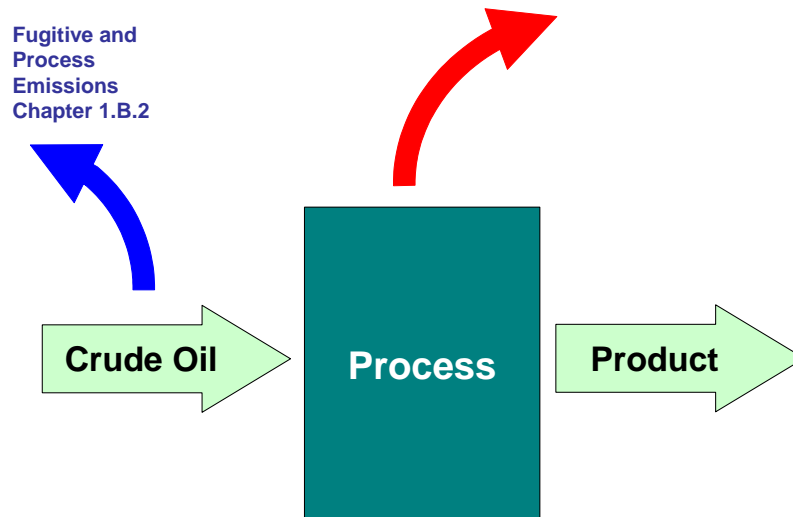 Fugitive and
Process
Emissions
Chapter 1.B.2
Crude Oil
Process
Product